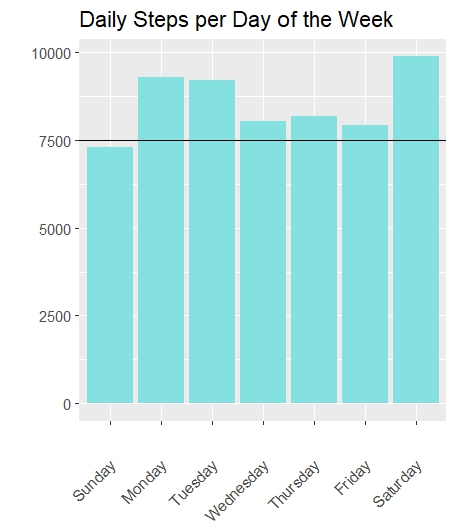 Daily Steps per Day of the Week
10000
7500
5000
2500
0
Sunday
Monday
Tuesday
Wednesday
Thursday
Friday
Saturday